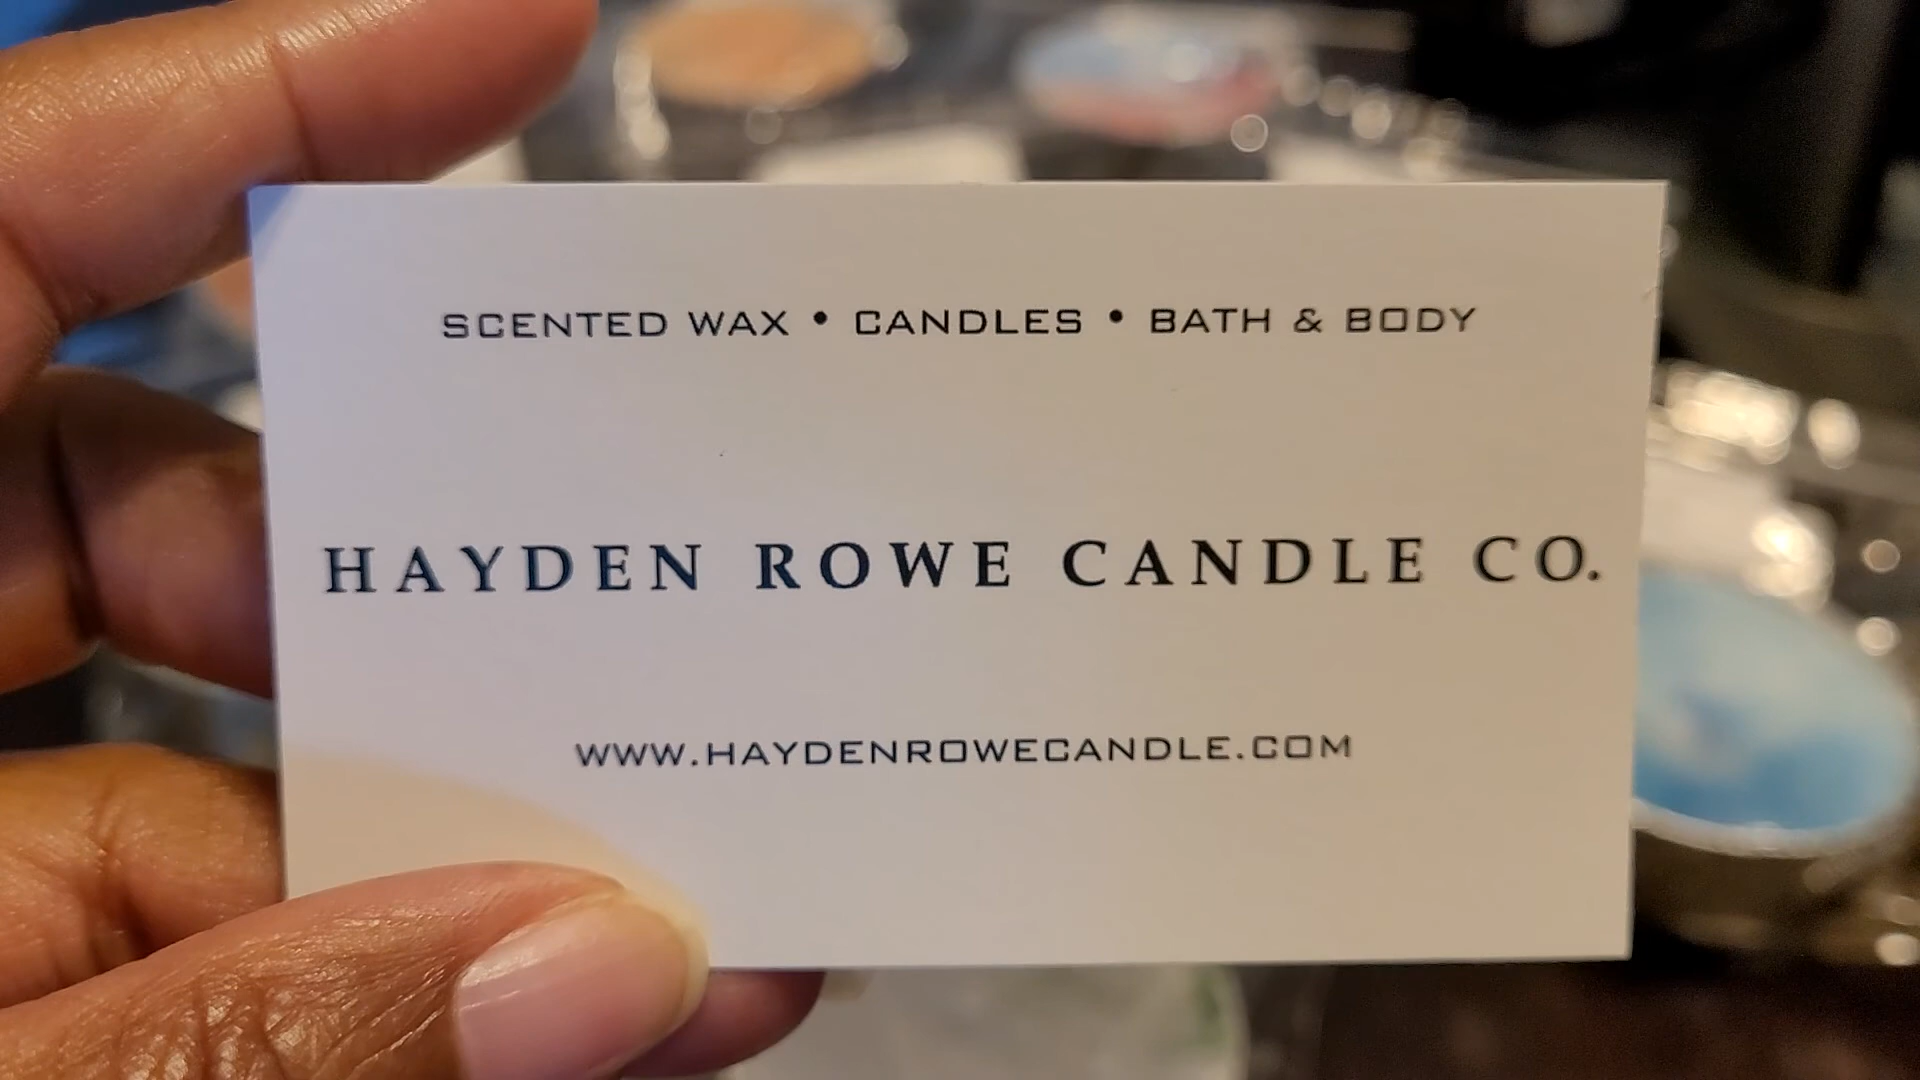 SCENTED WAX • CANDLES • BATH & BODY
HAYDEN ROWE CANDLE CO.
WWW.HAYDENROWECANDLE.COM